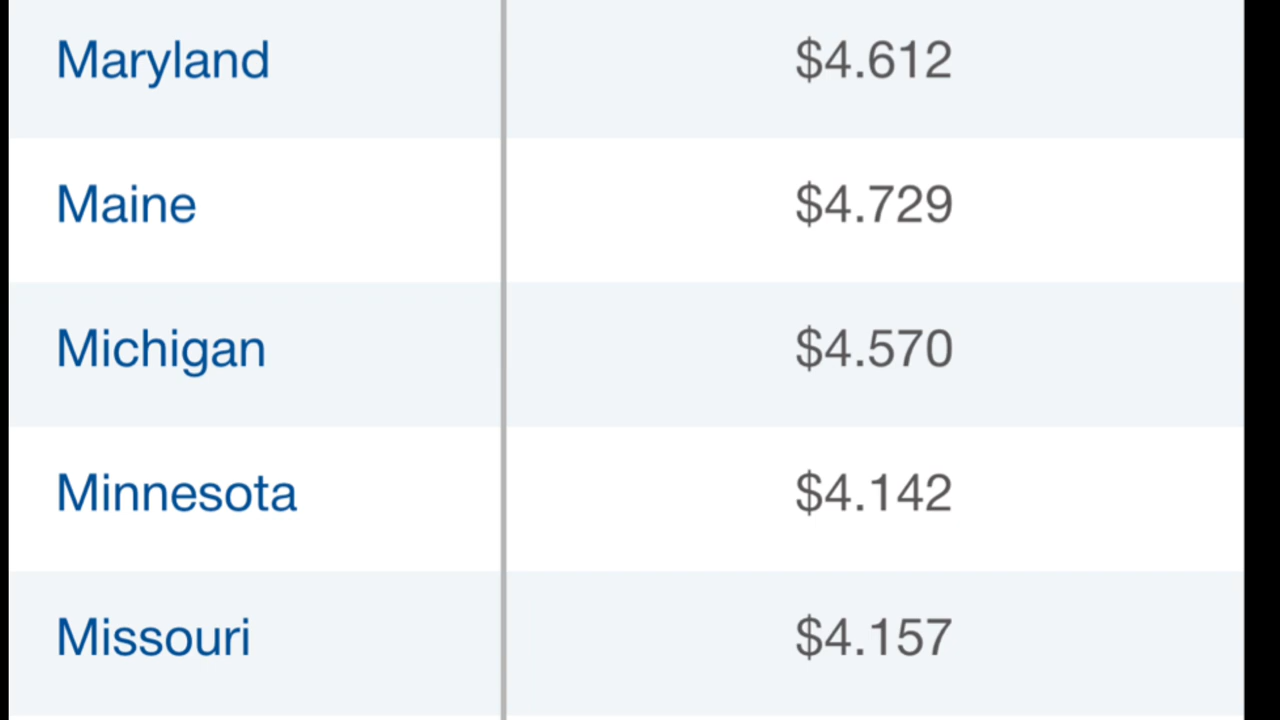 Maryland $4.612
Maine $4.729
Michigan $4.570
Minnesota $4.142
Missouri $4.157